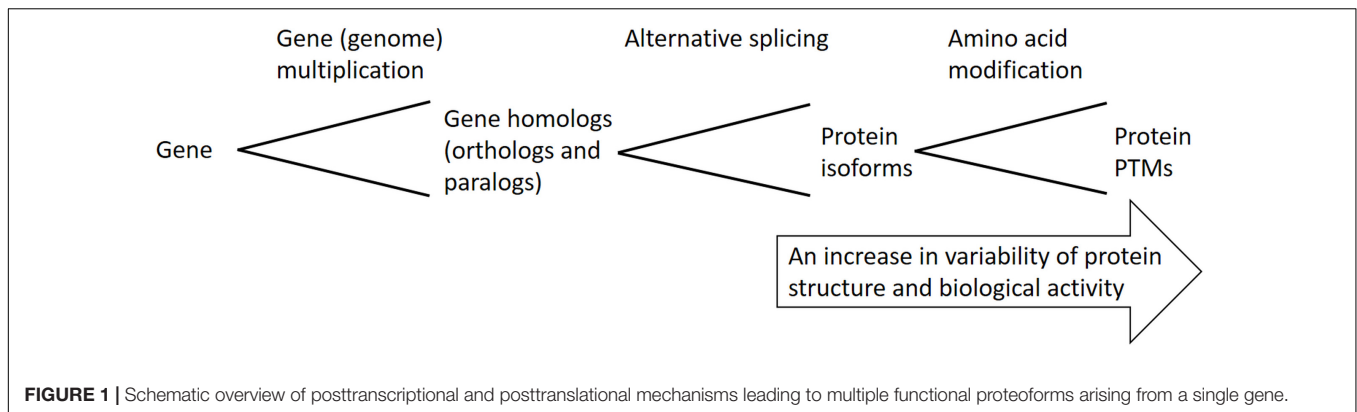 Gene (genome)
multiplication
Alternative splicing
Amino acid
modification
Gene
Gene homologs
(orthologs and
paralogs)
Protein
isoforms
Protein
PTMs
An increase in variability of protein
structure and biological activity
FIGURE 1 | Schematic overview of posttranscriptional and posttranslational mechanisms leading to multiple functional proteoforms arising from a single gene.